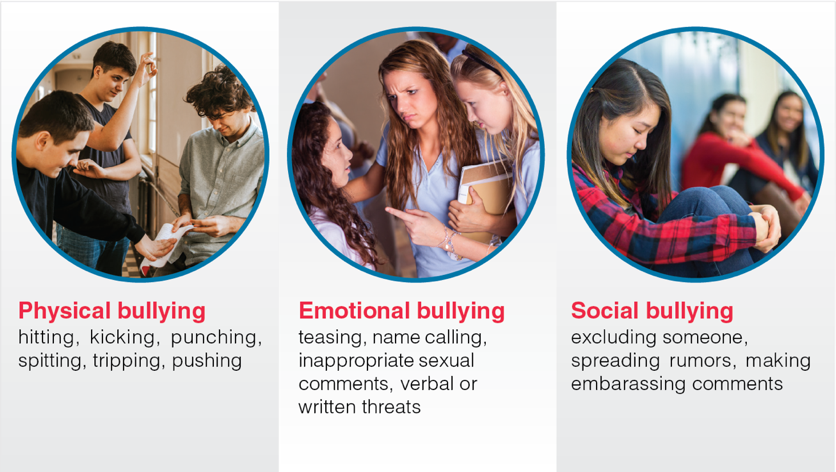 Physical bullying
hitting, kicking, punching,
spitting, tripping, pushing
Emotional bullying
teasing, name calling,
inappropriate sexual
comments, verbal or
written threats
Social bullying
excluding someone,
spreading rumors, making
embarassing comments